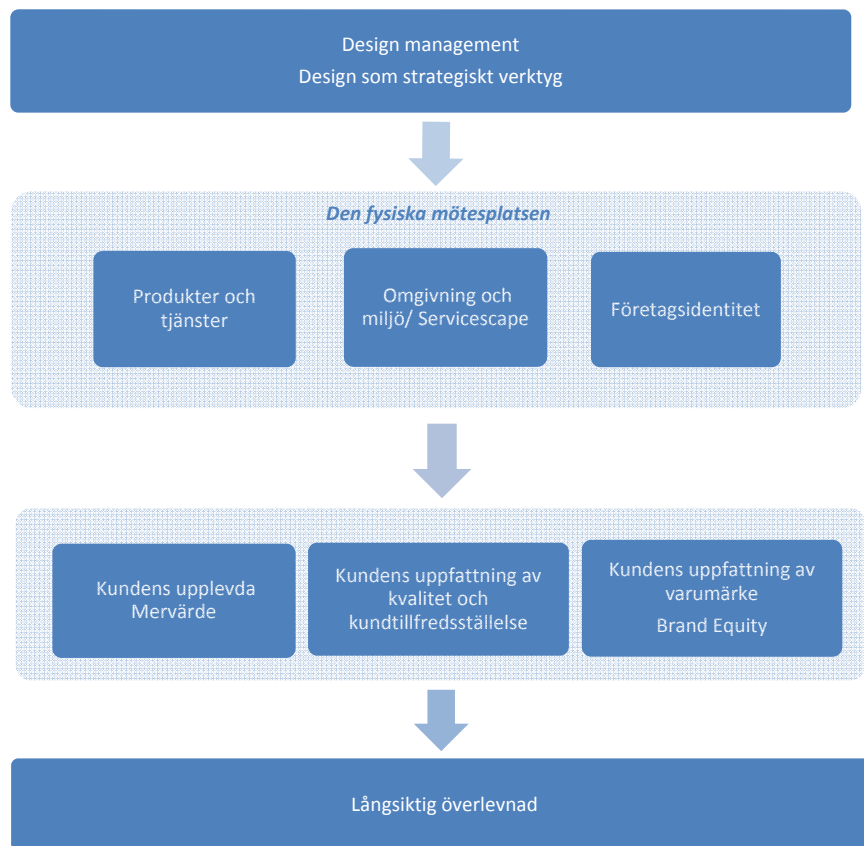 Design management
Design som strategiskt verktyg
Den fysiska mötesplatsen
Produkter och
tjänster
Omgivning och
miljö/ Servicescape
Företagsidentitet
Kundens upplevda
Mervärde
Kundens uppfattning av
kvalitet och
kundtillfredsställelse
Kundens uppfattning av
varumärke
Brand Equity
Långsiktig överlevnad